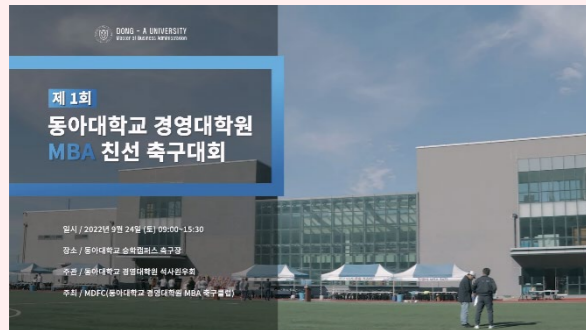 DONG - A UNIVERSITY
Master of Business Administration
제 1회
동아대학교 경영대학원
MBA 친선 축구대회
일시 / 2022년 9월 24일 (토) 09:00~15:30
장소 / 동아대학교 승학캠퍼스 축구장
주관 / 동아대학교 경영대학원 석사원우회
주최 / MDFC(동아대학교 경영대학원 MBA 축구클럽)